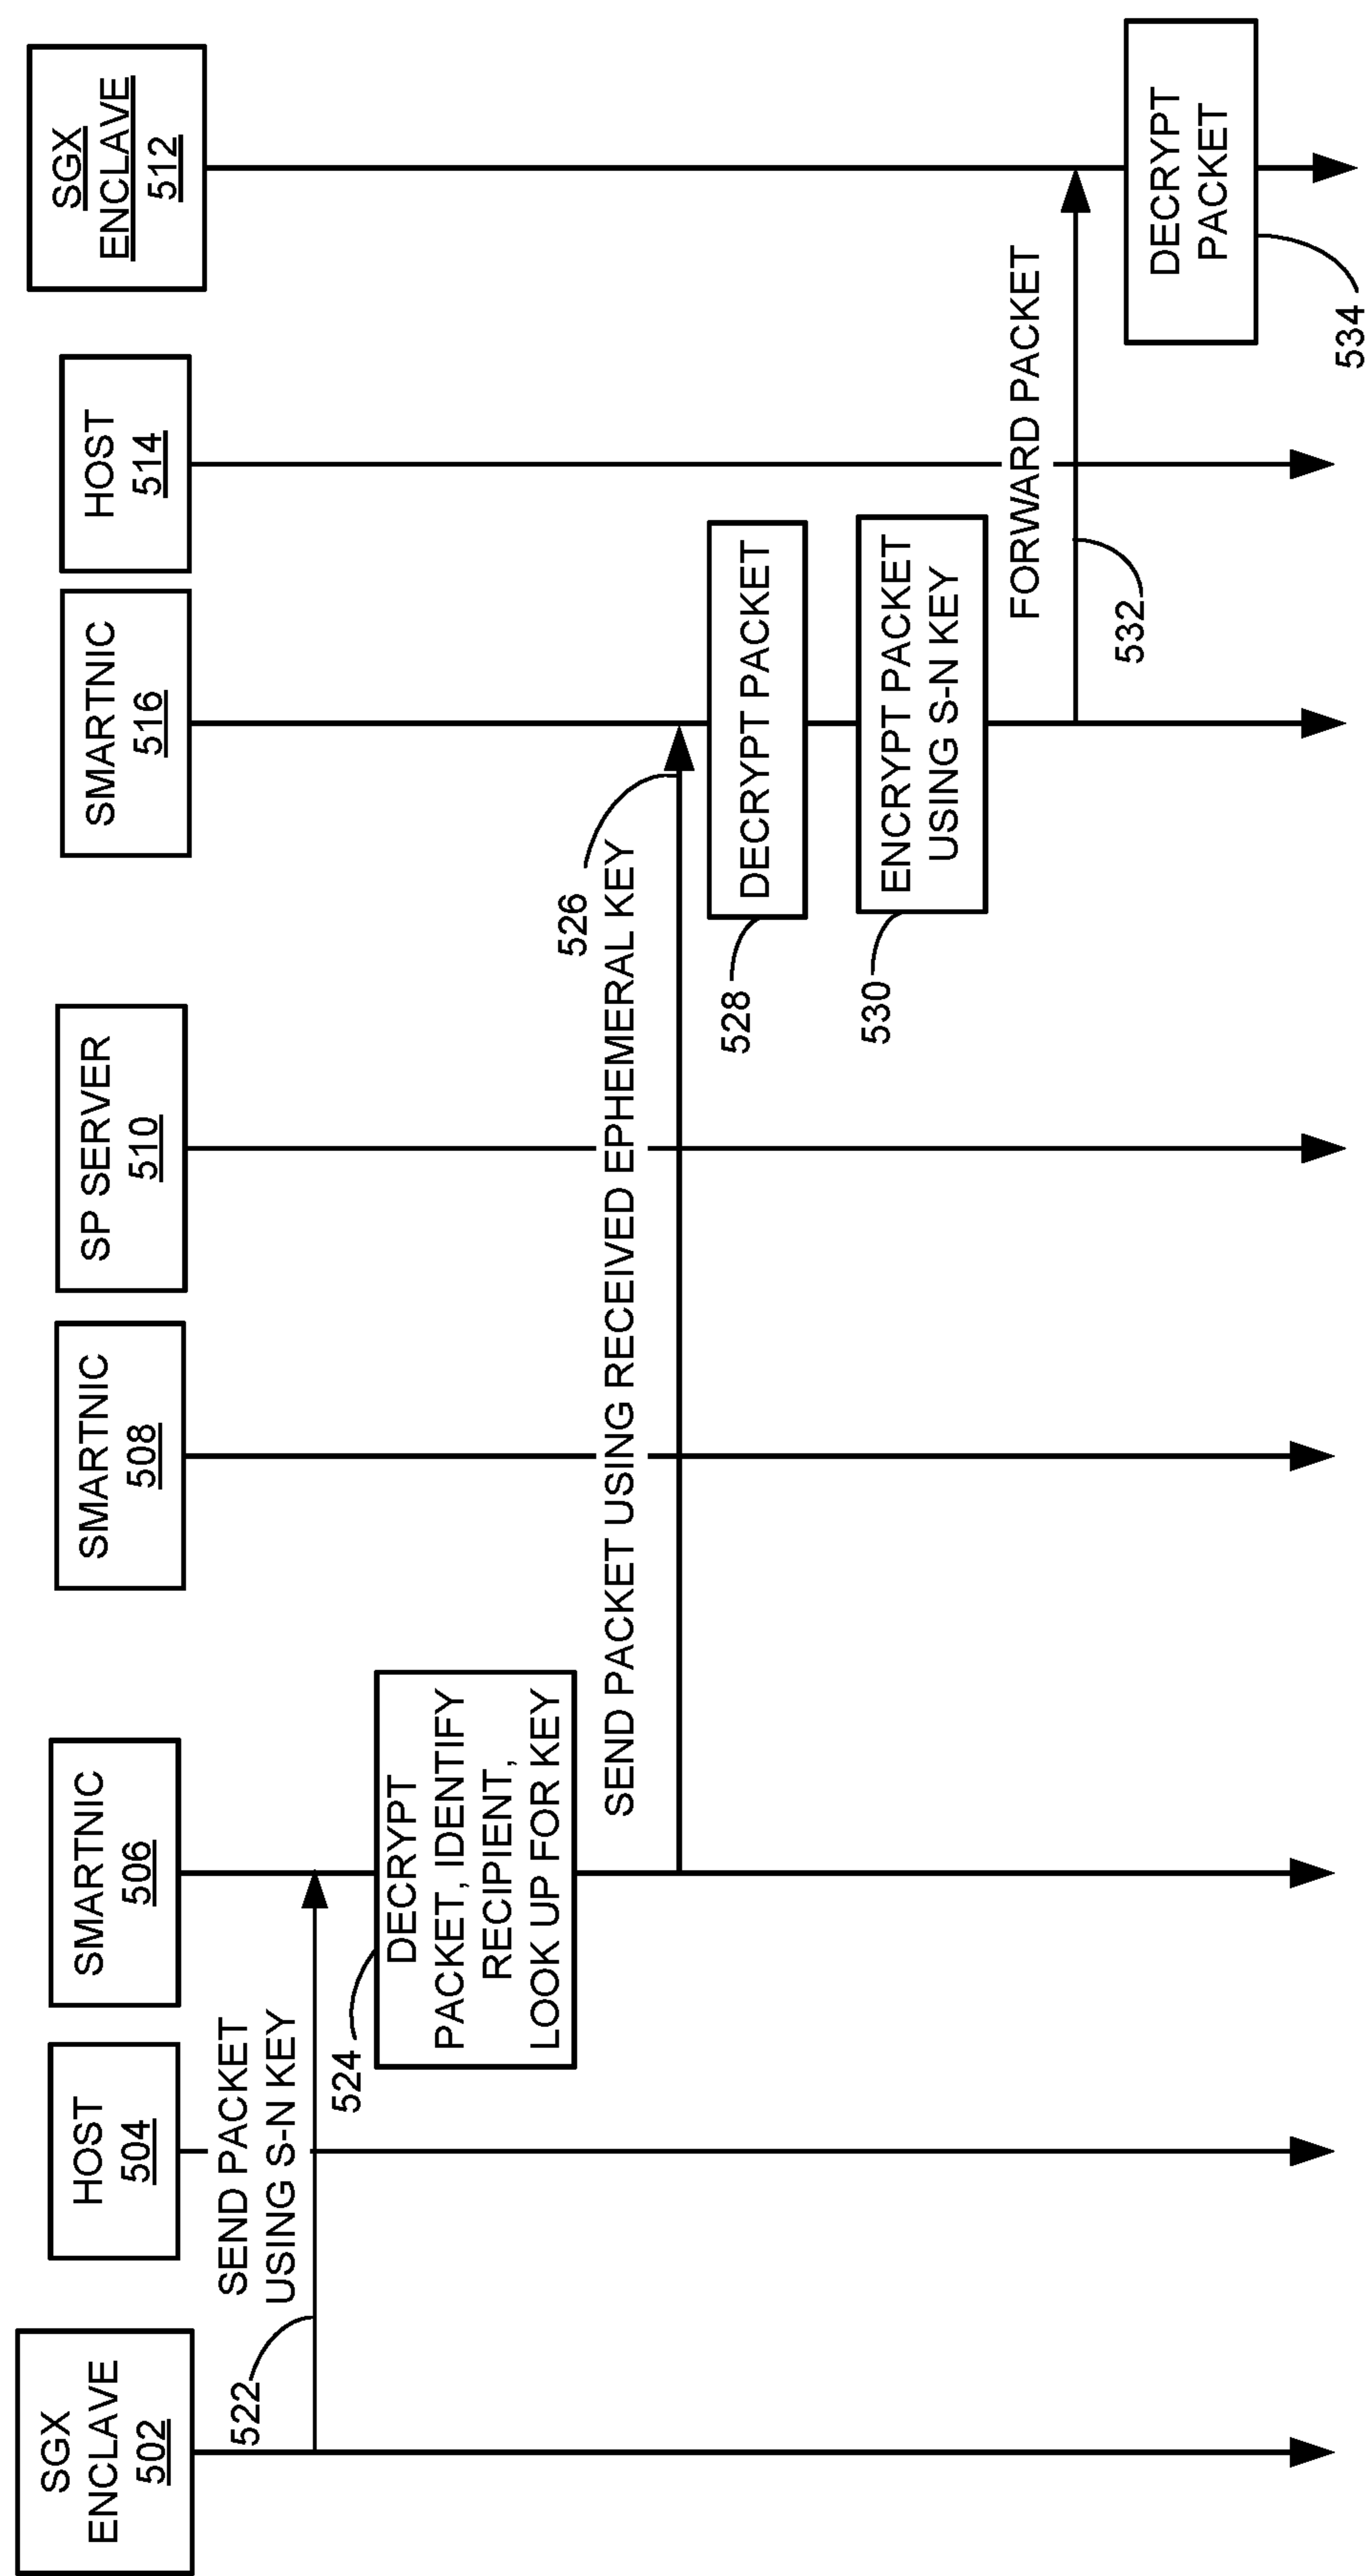 SGX
ENCLAVE
502
HOST
504
SMARTNIC
506
SMARTNIC
508
SP SERVER
510
SMARTNIC
516
HOST
514
SGX
ENCLAVE
512
SEND PACKET
USING S-N KEY
522
524
DECRYPT
PACKET, IDENTIFY
RECIPIENT,
LOOK UP FOR KEY
526
SEND PACKET USING RECEIVED EPHEMERAL KEY
528
DECRYPT PACKET
530
ENCRYPT PACKET
USING S-N KEY
FORWARD PACKET
532
DECRYPT
PACKET
534